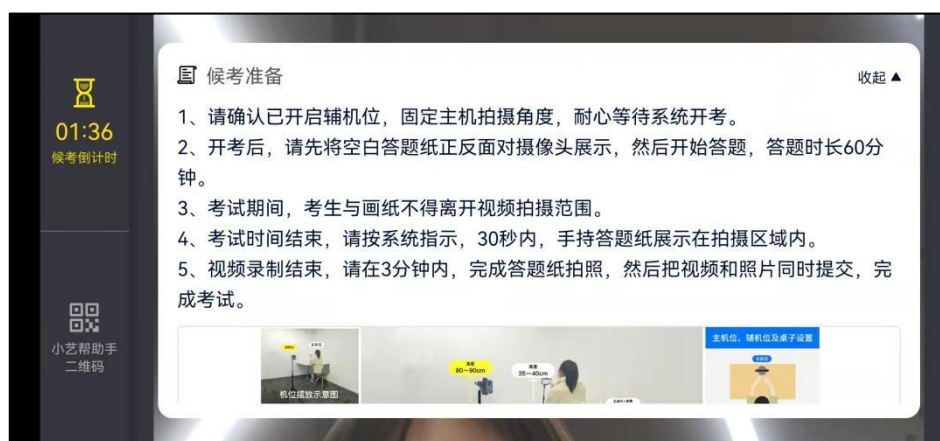 01:36
候考倒计时
小艺帮助手
二维码
候考准备
收起▲
1、请确认已开启辅机位，固定主机拍摄角度，耐心等待系统开考。
2、开考后，请先将空白答题纸正反面对摄像头展示，然后开始答题，答题时长60分
钟。
3、考试期间，考生与画纸不得离开视频拍摄范围。
4、考试时间结束，请按系统指示，30秒内，手持答题纸展示在拍摄区域内。
5、视频录制结束，请在3分钟内，完成答题纸拍照，然后把视频和照片同时提交，完
成考试。
机位摆放示意图
高度
80~90cm
高度
35~40cm
主机位、辅机位及桌子设置